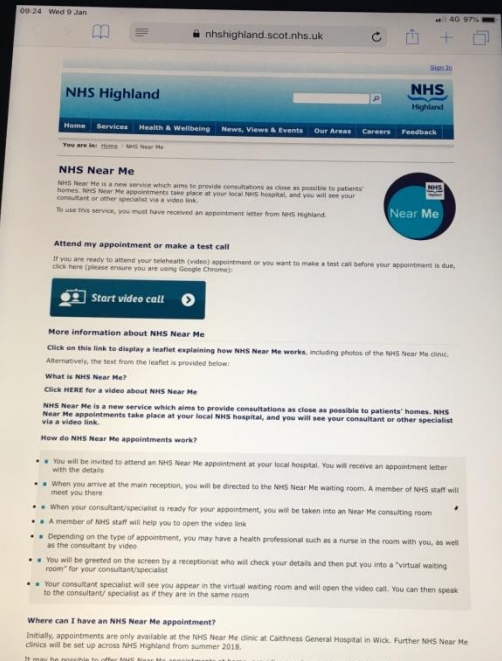 09:24 Wed 9 Jan
4G 97%
nhshighland.scot.nhs.uk
Sign In
NHS Highland
NHS
Highland
Home Services Health & Wellbeing News, Views & Events Our Areas Careers Feedback
You are in: Home › NHS Near Me
NHS Near Me
NHS Near Me is a new service which aims to provide consultations as close as possible to patients'
homes. NHS Near Me appointments take place at your local NHS hospital, and you will see your
consultant or other specialist via a video link.
To use this service, you must have received an appointment letter from NHS Highland.
NHS
Near Me
Attend my appointment or make a test call
If you are ready to attend your telehealth (video) appointment or you want to make a test call before your appointment is due,
click here (please ensure you are using Google Chrome):
Start video call
More information about NHS Near Me
Click on this link to display a leaflet explaining how NHS Near Me works, including photos of the NHS Near Me clinic.
Alternatively, the text from the leaflet is provided below:
What is NHS Near Me?
Click HERE for a video about NHS Near Me
NHS Near Me is a new service which aims to provide consultations as close as possible to patients' homes. NHS
Near Me appointments take place at your local NHS hospital, and you will see your consultant or other specialist
via a video link.
How do NHS Near Me appointments work?
You will be invited to attend an NHS Near Me appointment at your local hospital. You will receive an appointment letter
with the details
When you arrive at the main reception, you will be directed to the NHS Near Me waiting room. A member of NHS staff will
meet you there
When your consultant/specialist is ready for your appointment, you will be taken into an Near Me consulting room
A member of NHS staff will help you to open the video link
Depending on the type of appointment, you may have a health professional such as a nurse in the room with you, as well
as the consultant by video
You will be greeted on the screen by a receptionist who will check your details and then put you into a "virtual waiting
room" for your consultant/specialist
Your consultant specialist will see you appear in the virtual waiting room and will open the video call. You can then speak
to the consultant/ specialist as if they are in the same room
Where can I have an NHS Near Me appointment?
Initially, appointments are only available at the NHS Near Me clinic at Caithness General Hospital in Wick. Further NHS Near Me
clinics will be set up across NHS Highland from summer 2018.
It may be possible to offer NHS Near Me appointments at home